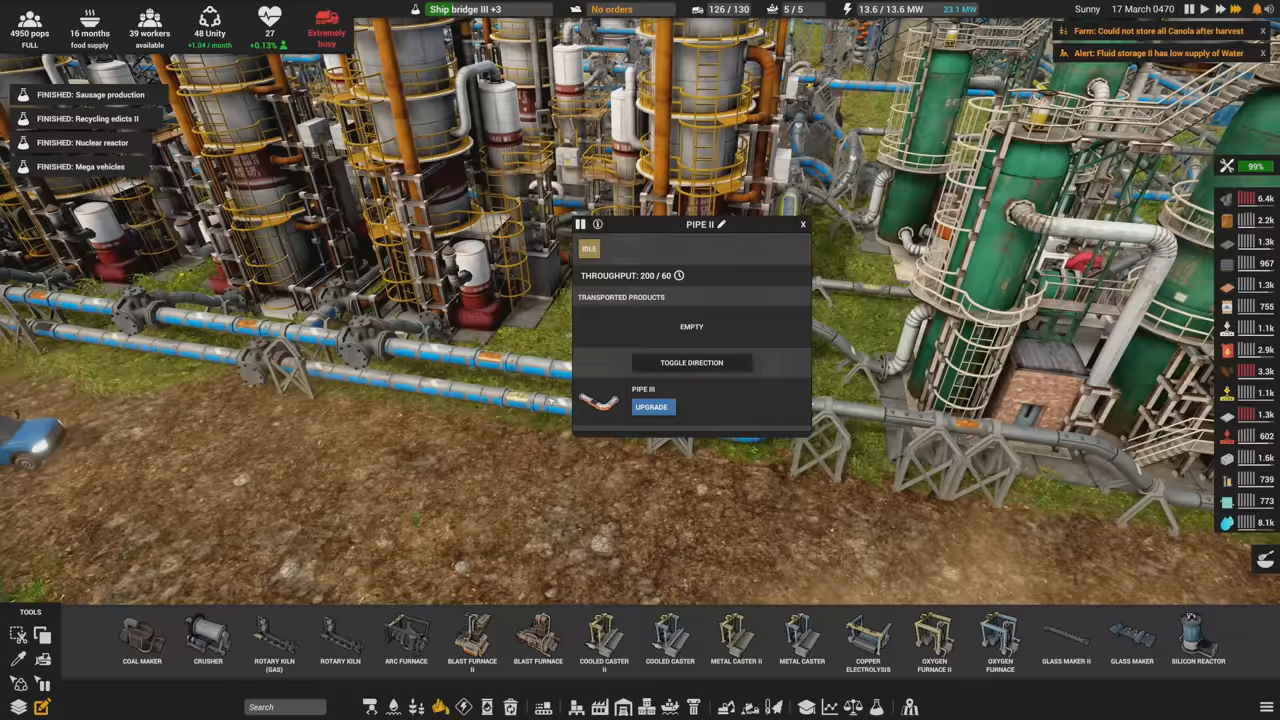 4950 pops
FULL
16 months
food supply
39 workers
available
48 Unity
+1.04 / month
27
+0.13%
Extremely
busy
Ship bridge III +3
No orders
126 / 130
5 / 5
13.6 / 13.6 MW
23.1 MW
Sunny
17 March 0470
Farm: Could not store all Canola after harvest
X
Alert: Fluid storage II has low supply of Water
X
FINISHED: Sausage production
FINISHED: Recycling edicts II
FINISHED: Nuclear reactor
FINISHED: Mega vehicles
PIPE II
X
IDLE
THROUGHPUT: 200 / 60
TRANSPORTED PRODUCTS
EMPTY
TOGGLE DIRECTION
PIPE III
UPGRADE
99%
6.4k
2.2k
1.3k
967
1.3k
755
1.1k
2.9k
3.3k
1.1k
1.3k
602
1.6k
739
773
8.1k
TOOLS
COAL MAKER
CRUSHER
ROTARY KILN
(GAS)
ROTARY KILN
ARC FURNACE
BLAST FURNACE
II
BLAST FURNACE
COOLED CASTER
II
COOLED CASTER
METAL CASTER II
METAL CASTER
COPPER
ELECTROLYSIS
OXYGEN
FURNACE II
OXYGEN
FURNACE
GLASS MAKER II
GLASS MAKER
SILICON REACTOR
Search